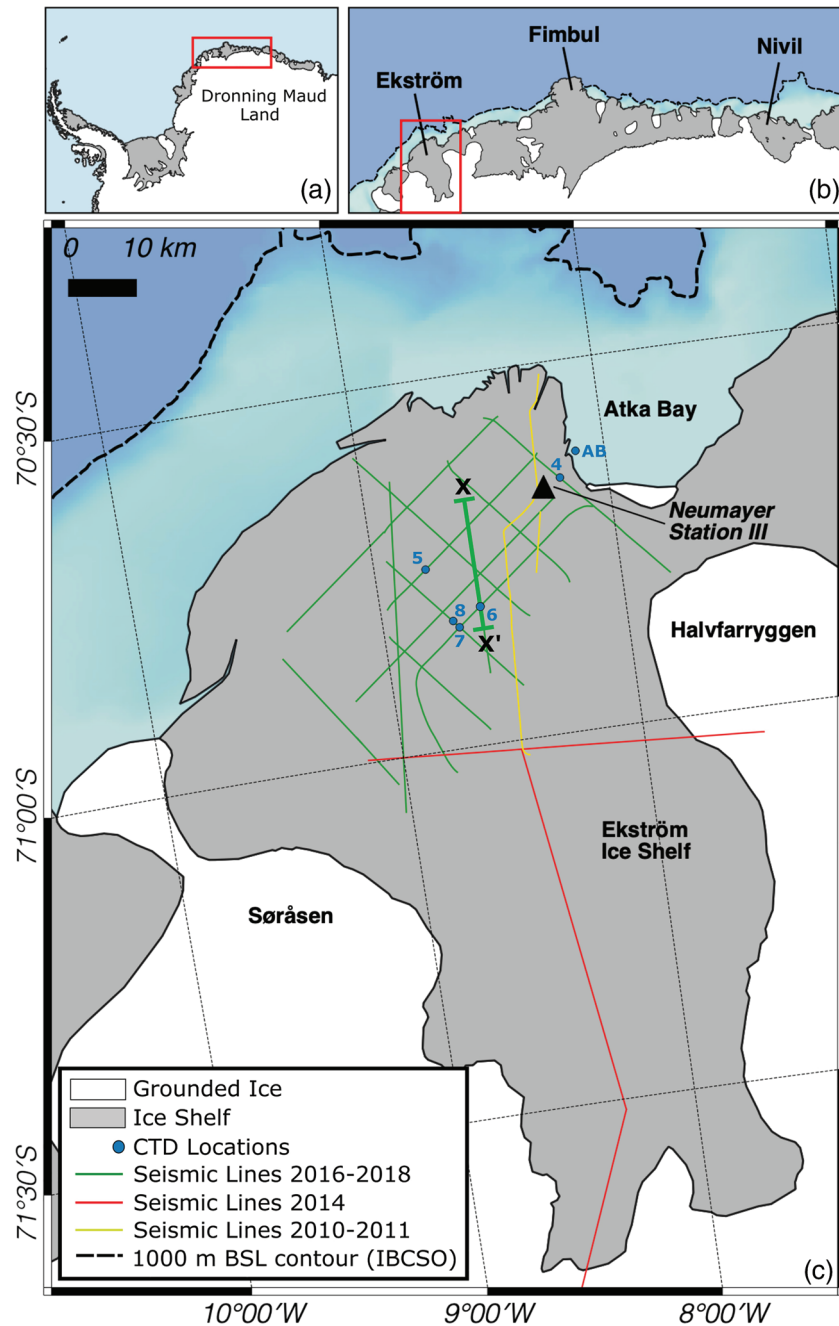 Dronning Maud
Land
(a)
Fimbul
Nivil
Ekström
(b)
0 10 km
70°30'S
71°00'S
71°30'S
Atka Bay
AB
4
X
Neumayer
Station III
5
8
6
7
X'
Halvfarryggen
Ekström
Ice Shelf
Søråsen
Grounded Ice
Ice Shelf
CTD Locations
Seismic Lines 2016-2018
Seismic Lines 2014
Seismic Lines 2010-2011
1000 m BSL contour (IBCSO)
(c)
10°00'W
9°00'W
8°00'W